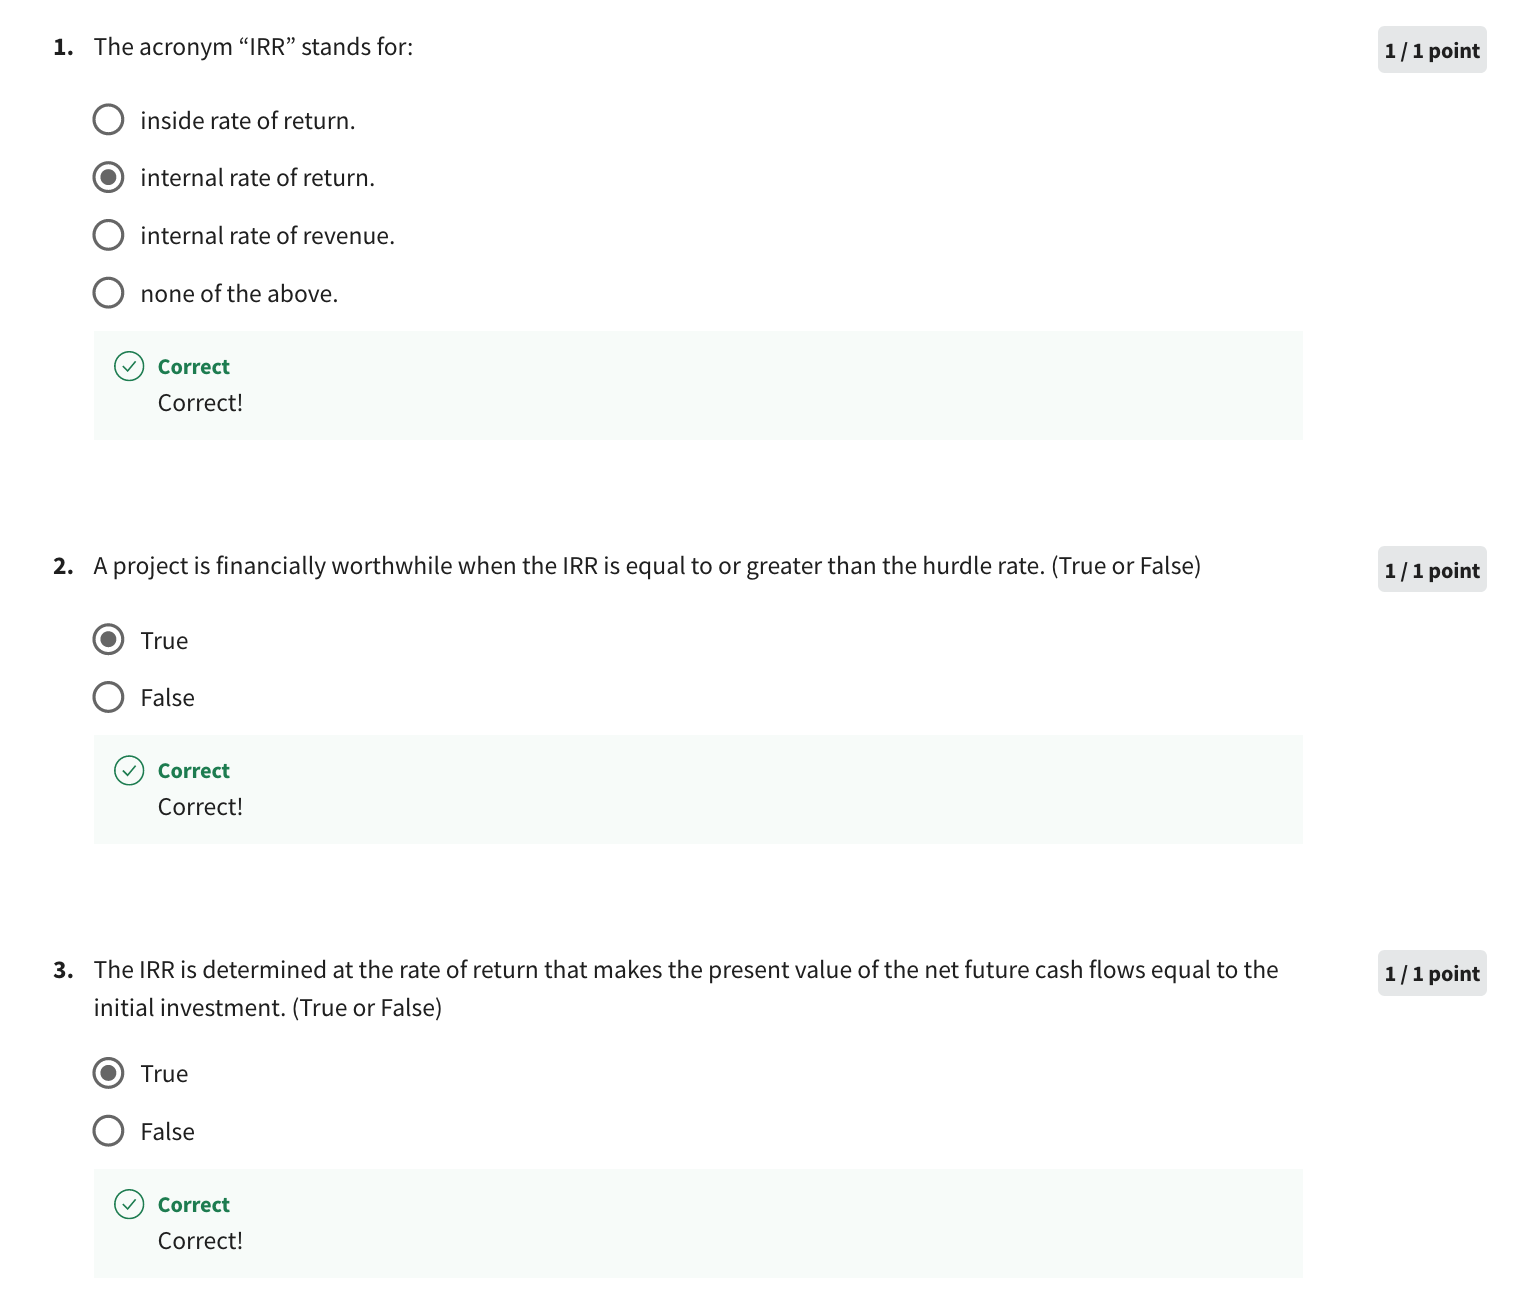 1. The acronym “IRR” stands for:
1 / 1 point
inside rate of return.
internal rate of return.
internal rate of revenue.
none of the above.
Correct
Correct!
2. A project is financially worthwhile when the IRR is equal to or greater than the hurdle rate. (True or False)
1 / 1 point
True
False
Correct
Correct!
3. The IRR is determined at the rate of return that makes the present value of the net future cash flows equal to the
1 / 1 point
initial investment. (True or False)
True
False
Correct
Correct!